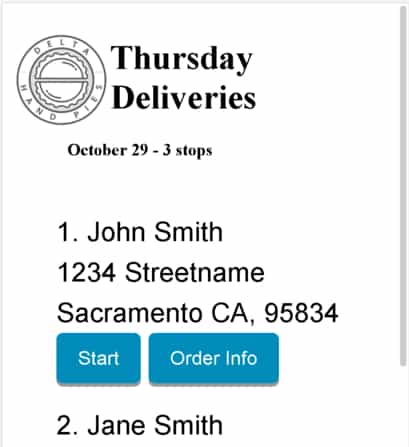 DELTA
HAND PIES
Thursday
Deliveries
October 29 - 3 stops
1. John Smith
1234 Streetname
Sacramento CA, 95834
Start
Order Info
2. Jane Smith